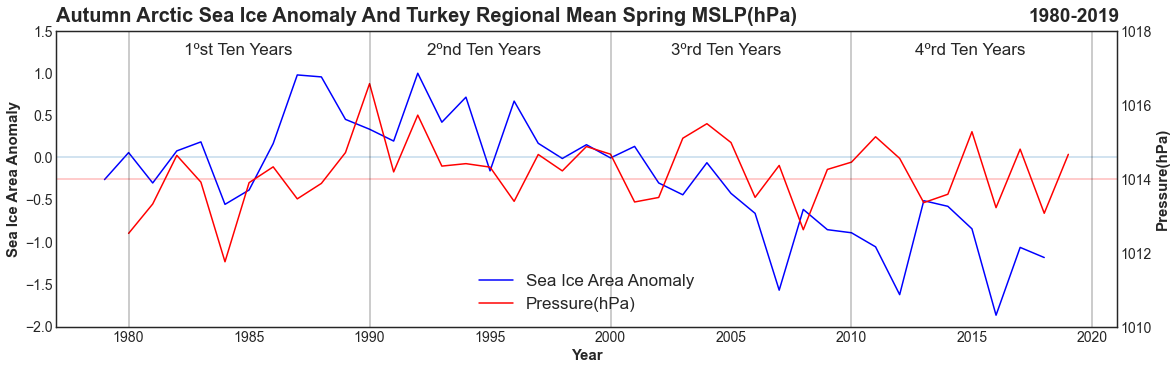 Autumn Arctic Sea Ice Anomaly And Turkey Regional Mean Spring MSLP(hPa) 1980-2019
1.5 1018
1ºst Ten Years 2ºnd Ten Years 3ºrd Ten Years 4ºrd Ten Years
1.0
1016
0.5
0.0
−0.5 1014
−1.0
1012
−1.5
−2.0 1010
Sea Ice Area Anomaly
Pressure(hPa)
Sea Ice Area Anomaly
Pressure(hPa)
1980 1985 1990 1995 2000 2005 2010 2015 2020
Year